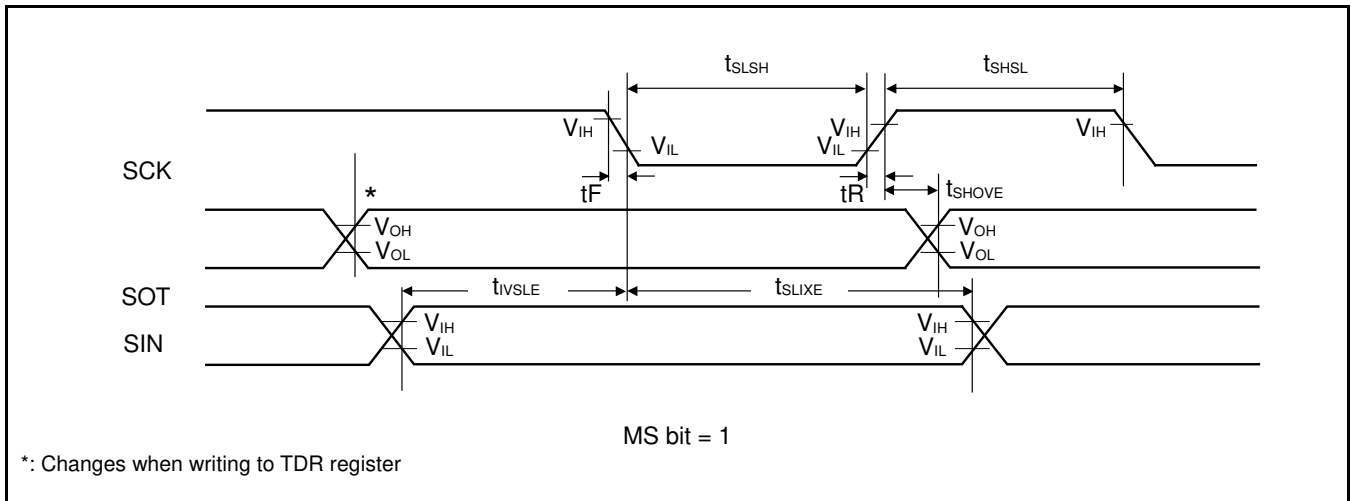 tSLSH tSHSL
VIH VIL VIL VIH VIH
SCK
tF tR tSHOVE
*
VOH VOH
VOL VOL
SOT
tIVSLE tSLIXE
SIN
VIH VIH
VIL VIL
MS bit = 1
*: Changes when writing to TDR register